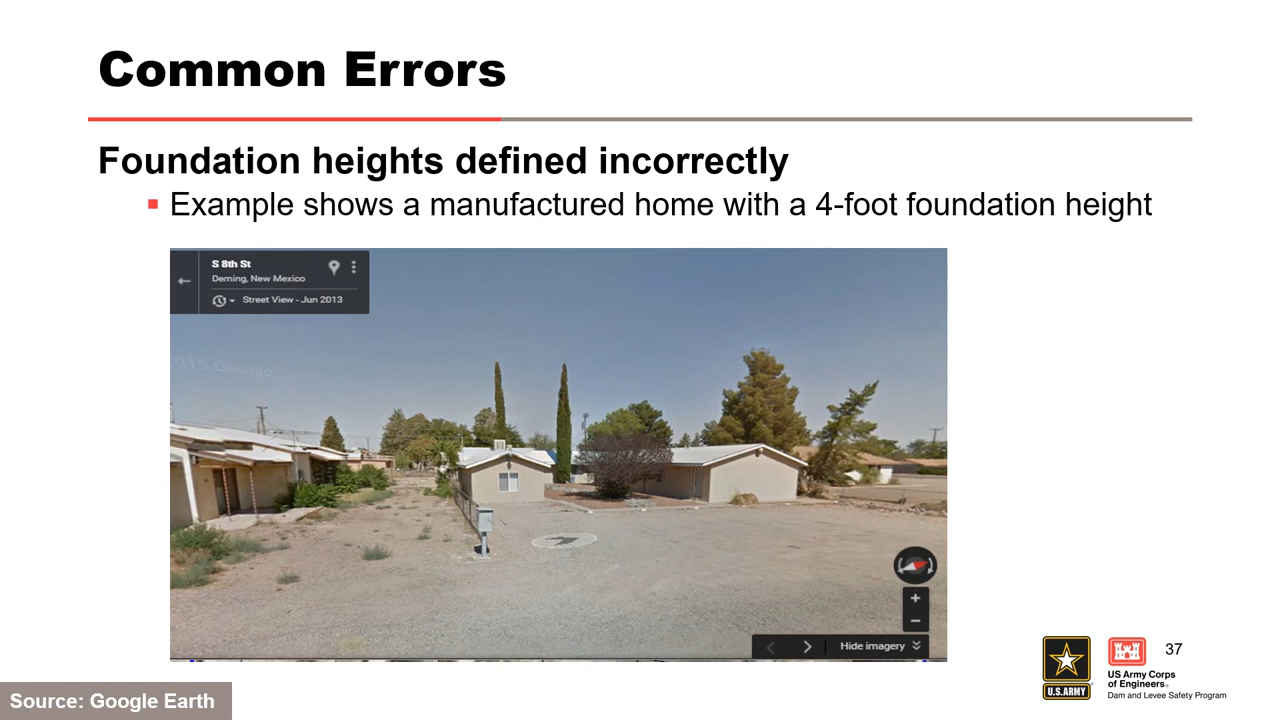 Common Errors
Foundation heights defined incorrectly
Example shows a manufactured home with a 4-foot foundation height
S 8th St
Deming, New Mexico
Street View - Jun 2013
2015 Google
Hide imagery
U.S.ARMY
US Army Corps
of Engineers®
Dam and Levee Safety Program
37
Source: Google Earth